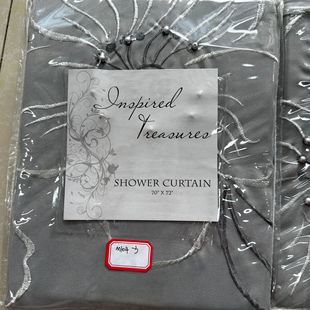 Inspired
Treasures
SHOWER CURTAIN
70" X 72"